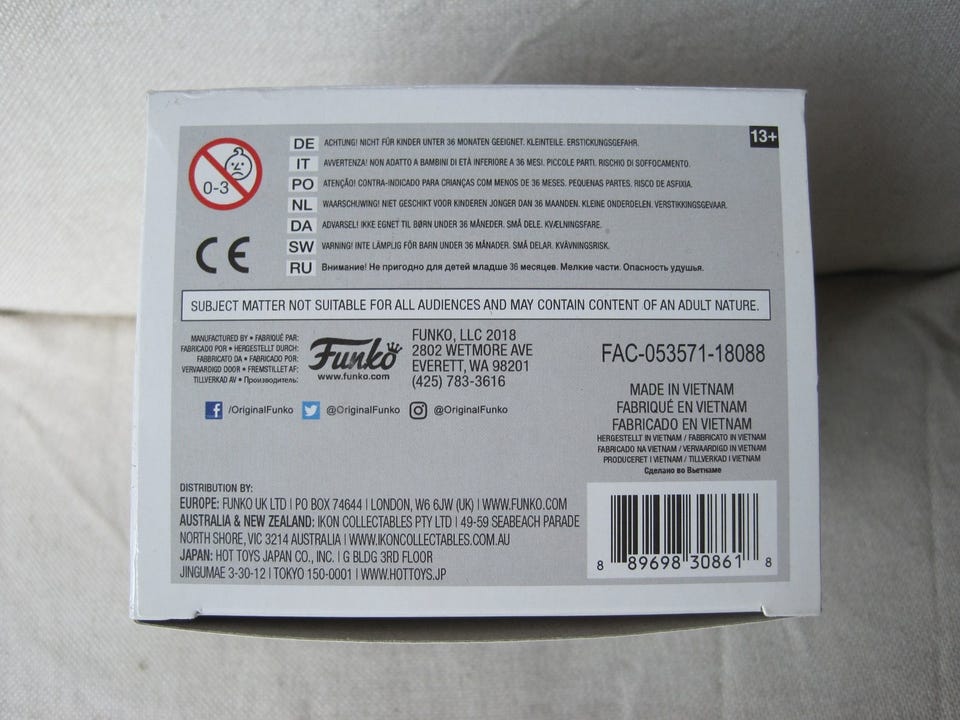 13+
0-3
DE ACHTUNG! NICHT FÜR KINDER UNTER 36 MONATEN GEEIGNET. KLEINTEILE. ERSTICKUNGSGEFAHR.
IT AVVERTENZA! NON ADATTO A BAMBINI DI ETÀ INFERIORE A 36 MESI. PICCOLE PARTI. RISCHIO DI SOFFOCAMENTO.
PO ATENÇÃO! CONTRA-INDICADO PARA CRIANÇAS COM MENOS DE 36 MESES. PEQUENAS PARTES. RISCO DE ASFIXIA.
NL WAARSCHUWING! NIET GESCHIKT VOOR KINDEREN JONGER DAN 36 MAANDEN. KLEINE ONDERDELEN. VERSTIKKINGSGEVAAR.
DA ADVARSEL! IKKE EGNET TIL BØRN UNDER 36 MÅNEDER. SMÅ DELE. KVÆLNINGSFARE.
SW VARNING! INTE LÄMPLIG FÖR BARN UNDER 36 MÅNADER. SMÅ DELAR. KVÄVNINGSRISK.
RU Внимание! Не пригодно для детей младше 36 месяцев. Мелкие части. Опасность удушья.
CE
SUBJECT MATTER NOT SUITABLE FOR ALL AUDIENCES AND MAY CONTAIN CONTENT OF AN ADULT NATURE.
MANUFACTURED BY • FABRIQUÉ PAR:
FABRICADO POR • HERGESTELLT DURCH:
FABBRICATO DA • FABRICADO POR:
VERVAARDIGD DOOR • FREMSTILLET AF:
TILLVERKAD AV • Производитель:
Funko
www.funko.com
FUNKO, LLC 2018
2802 WETMORE AVE
EVERETT, WA 98201
(425) 783-3616
/OriginalFunko @OriginalFunko @OriginalFunko
FAC-053571-18088
MADE IN VIETNAM
FABRIQUÉ EN VIETNAM
FABRICADO EN VIETNAM
HERGESTELLT IN VIETNAM / FABBRICATO IN VIETNAM
FABRICADO NA VIETNAM / VERVAARDIGD IN VIETNAM
PRODUCERET I VIETNAM / TILLVERKAD I VIETNAM
Сделано во Вьетнаме
DISTRIBUTION BY:
EUROPE: FUNKO UK LTD | PO BOX 74644 | LONDON, W6 6JW (UK) | WWW.FUNKO.COM
AUSTRALIA & NEW ZEALAND: IKON COLLECTABLES PTY LTD | 49-59 SEABEACH PARADE
NORTH SHORE, VIC 3214 AUSTRALIA | WWW.IKONCOLLECTABLES.COM.AU
JAPAN: HOT TOYS JAPAN CO., INC. | G BLDG 3RD FLOOR
JINGUMAE 3-30-12 | TOKYO 150-0001 | WWW.HOTTOYS.JP
8 89698 30861 8